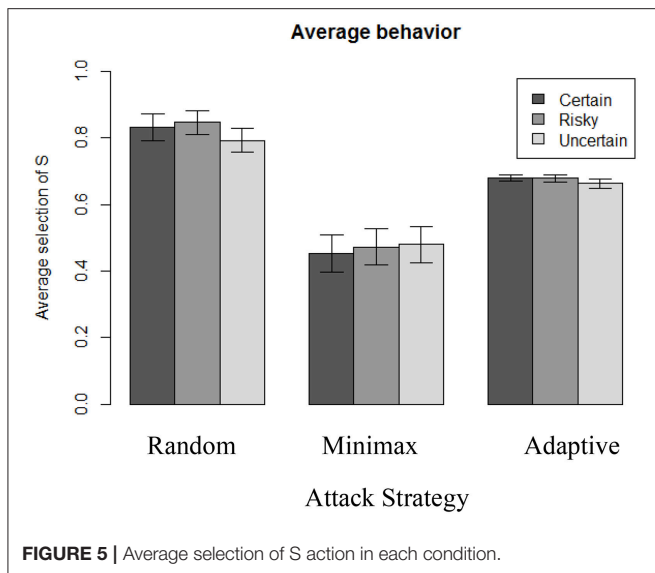 Average behavior
1.0
0.8
0.6
0.4
0.2
0.0
Average selection of S
Certain
Risky
Uncertain
Random Minimax Adaptive
Attack Strategy
FIGURE 5 | Average selection of S action in each condition.